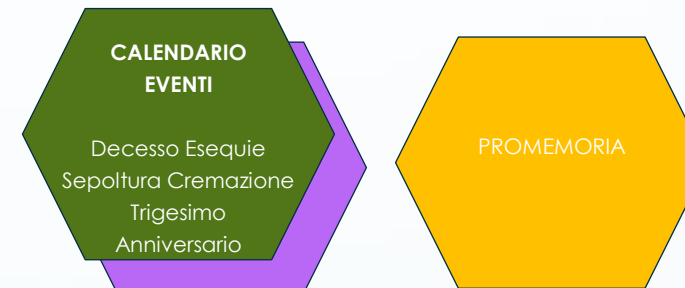 CALENDARIO
EVENTI
Decesso Esequie
Sepoltura Cremazione
Trigesimo
Anniversario
PROMEMORIA